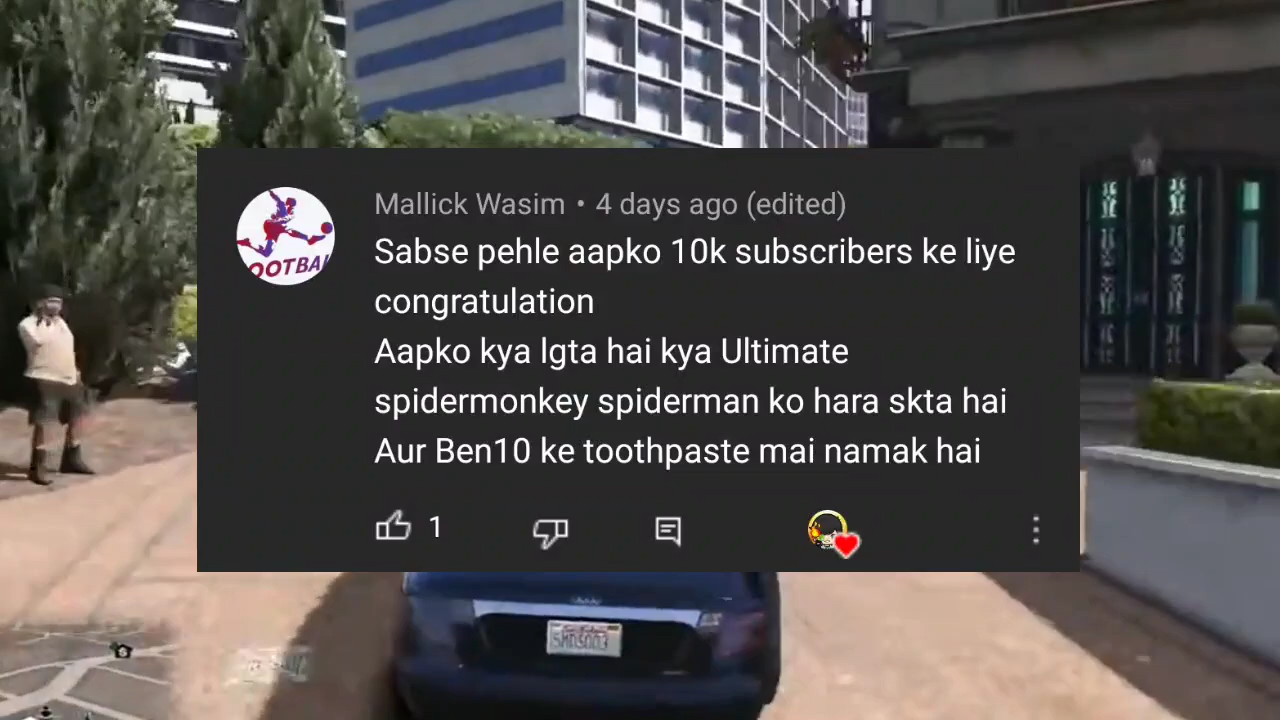 Mallick Wasim • 4 days ago (edited)
Sabse pehle aapko 10k subscribers ke liye
congratulation
Aapko kya lgta hai kya Ultimate
spidermonkey spiderman ko hara skta hai
Aur Ben10 ke toothpaste mai namak hai
1